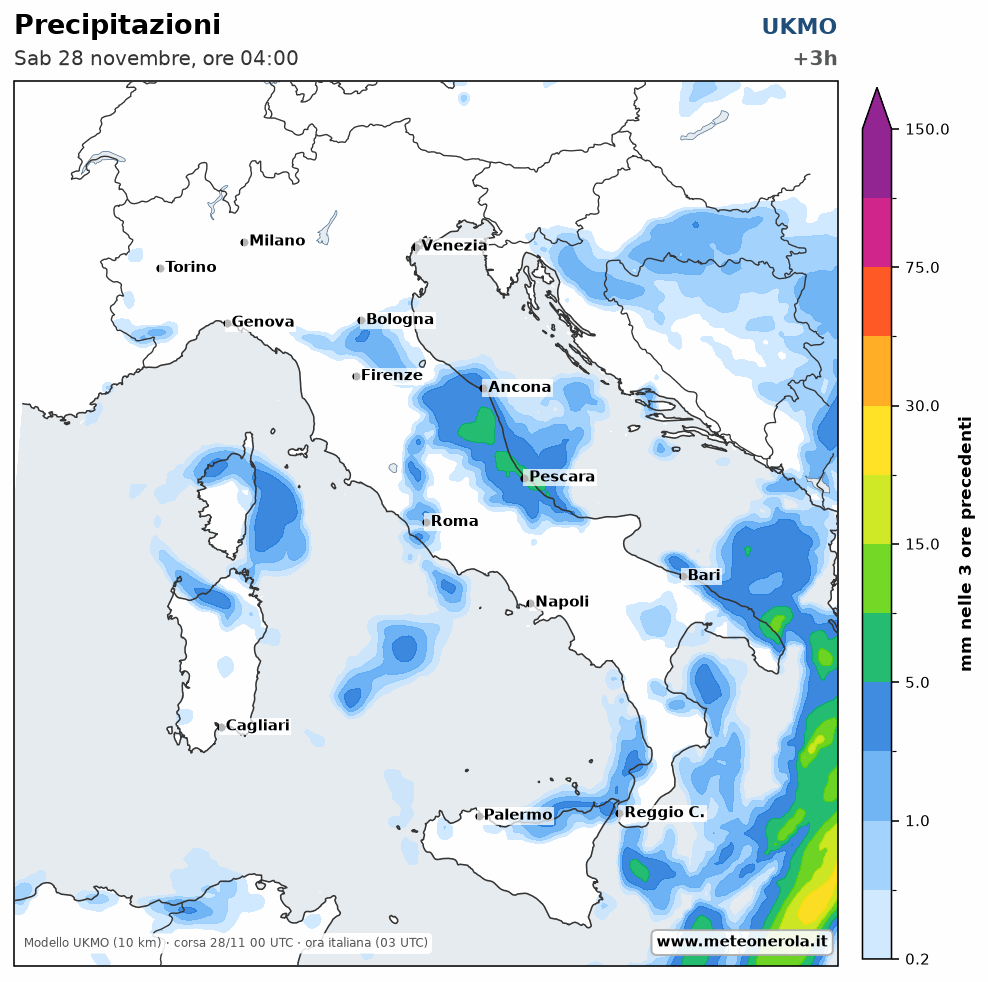 Precipitazioni
UKMO
Sab 28 novembre, ore 04:00
+3h
150.0
Milano
Venezia
Torino
75.0
Genova
Bologna
Firenze
Ancona
30.0
Pescara
Roma
15.0
Bari
Napoli
5.0
Cagliari
Palermo
Reggio C.
1.0
mm nelle 3 ore precedenti
Modello UKMO (10 km) · corsa 28/11 00 UTC · ora italiana (03 UTC)
www.meteonerola.it
0.2